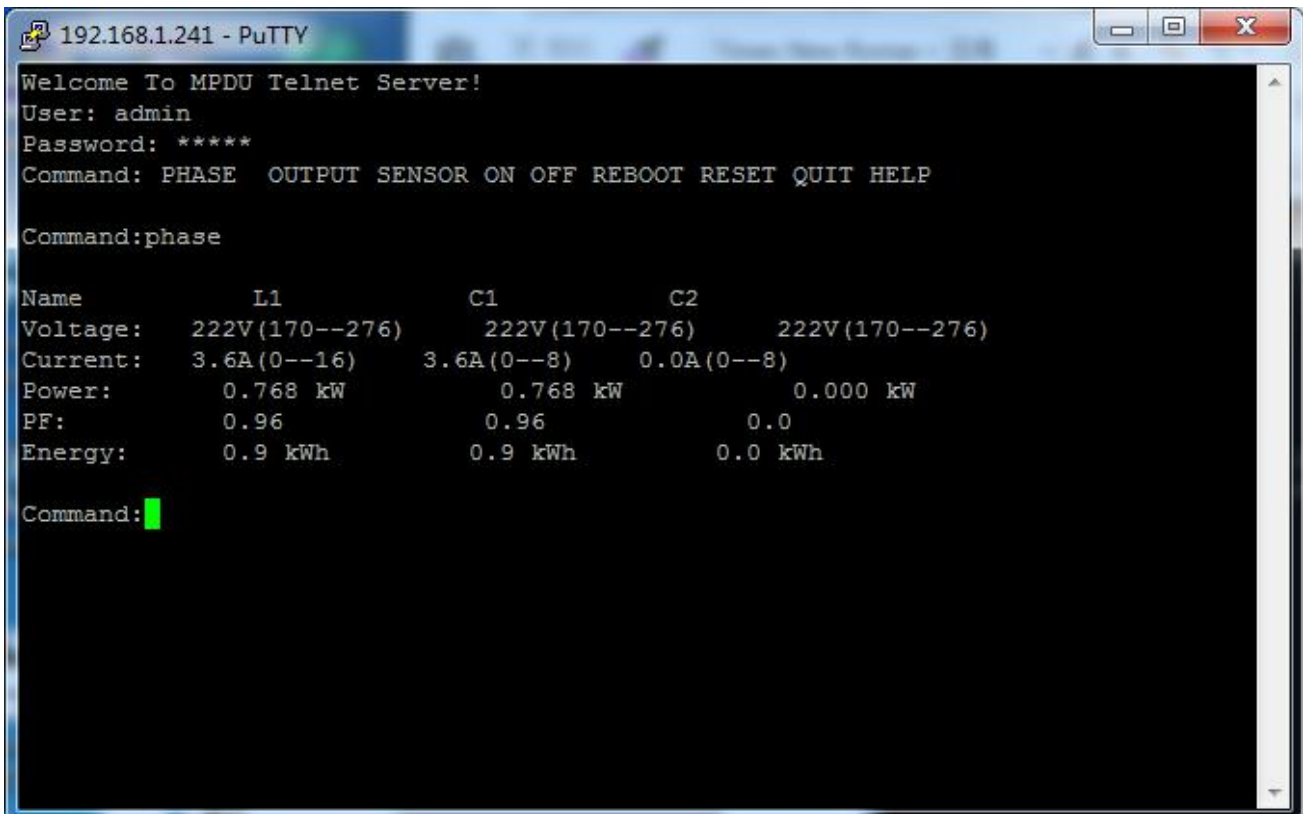 192.168.1.241 - PuTTY
Welcome To MPDU Telnet Server!
User: admin
Password: *****
Command: PHASE  OUTPUT SENSOR ON OFF REBOOT RESET QUIT HELP
Command:phase
Name           L1              C1             C2
Voltage:   222V(170--276)     222V(170--276)     222V(170--276)
Current:   3.6A(0--16)    3.6A(0--8)    0.0A(0--8)
Power:       0.768 kW          0.768 kW           0.000 kW
PF:          0.96             0.96             0.0
Energy:      0.9 kWh         0.9 kWh         0.0 kWh
Command: